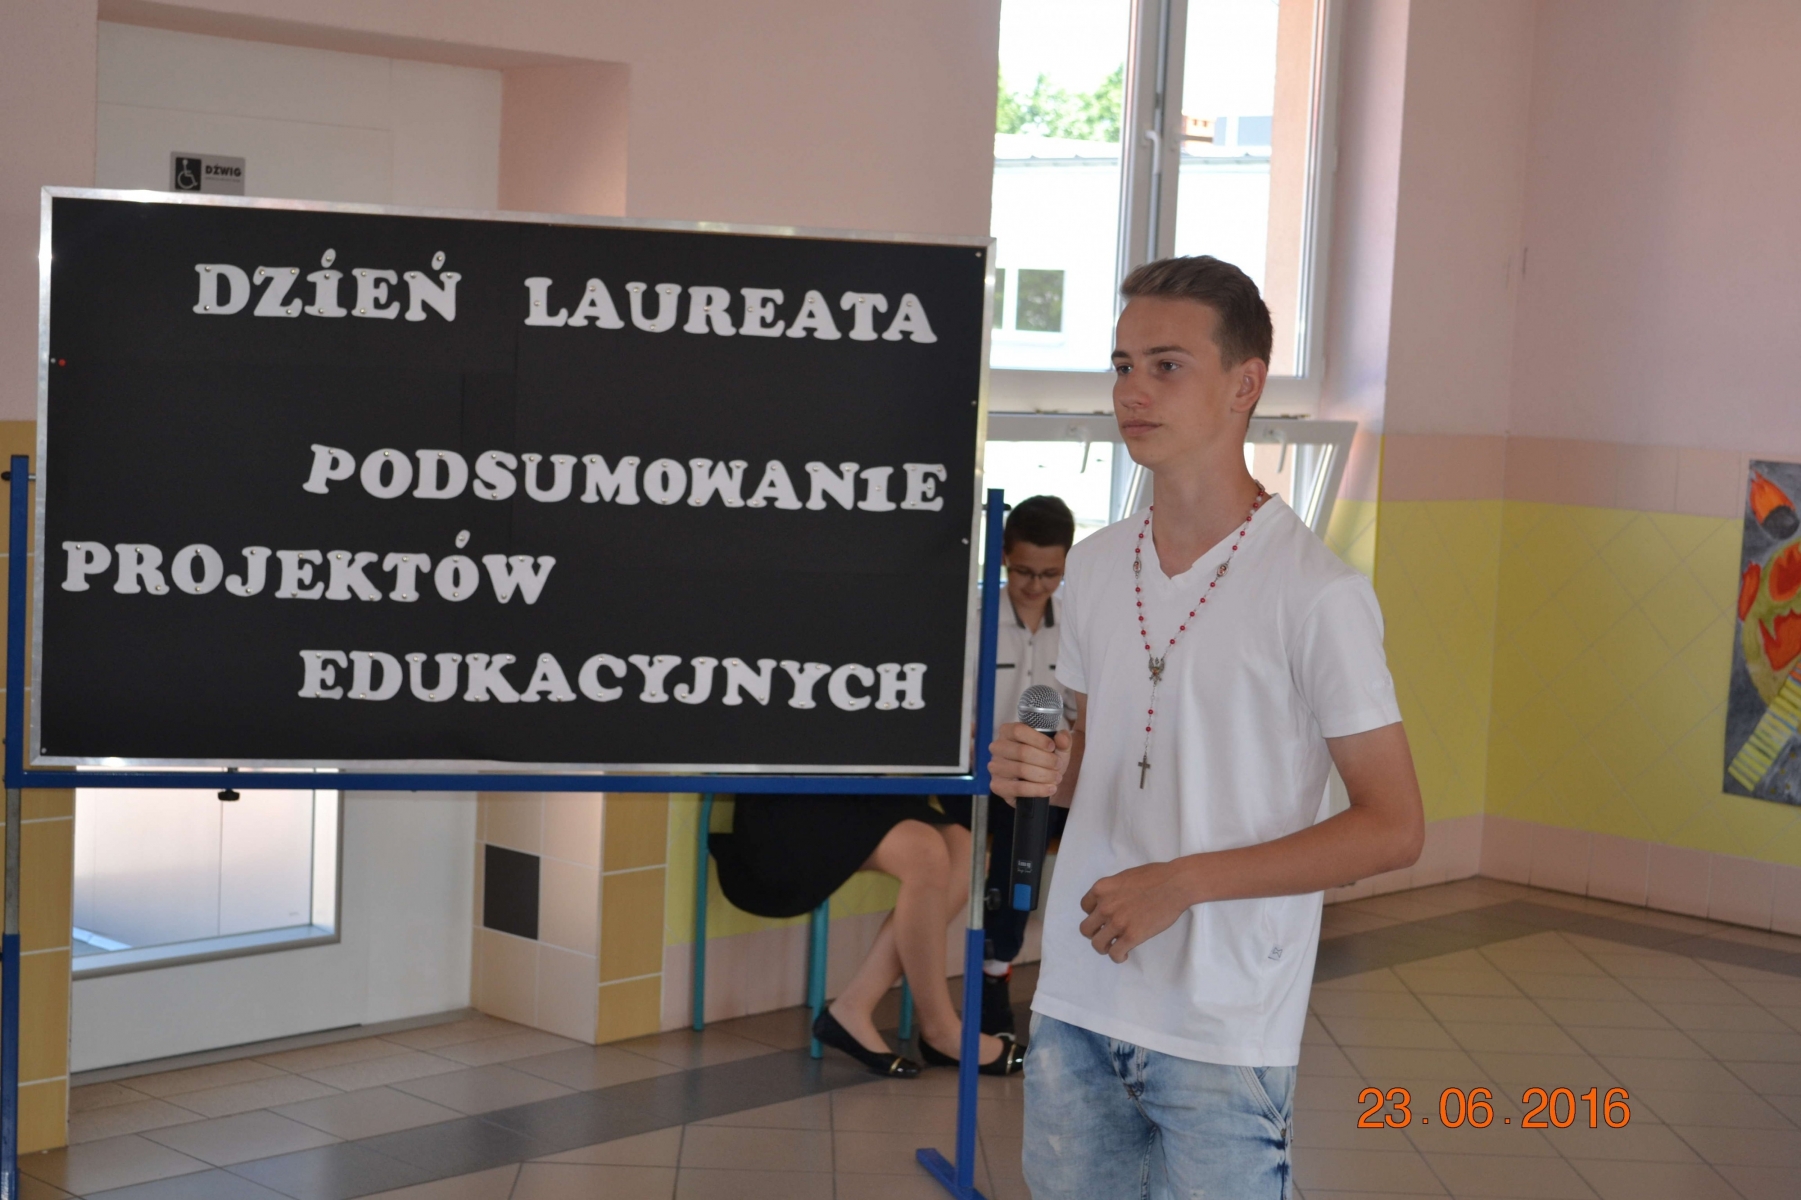 DŹWIG
DZiEŃ LAUREATA
PODSUMOWANIE
PROJEKTÓW
EDUKACYJNYCH
23.06.2016